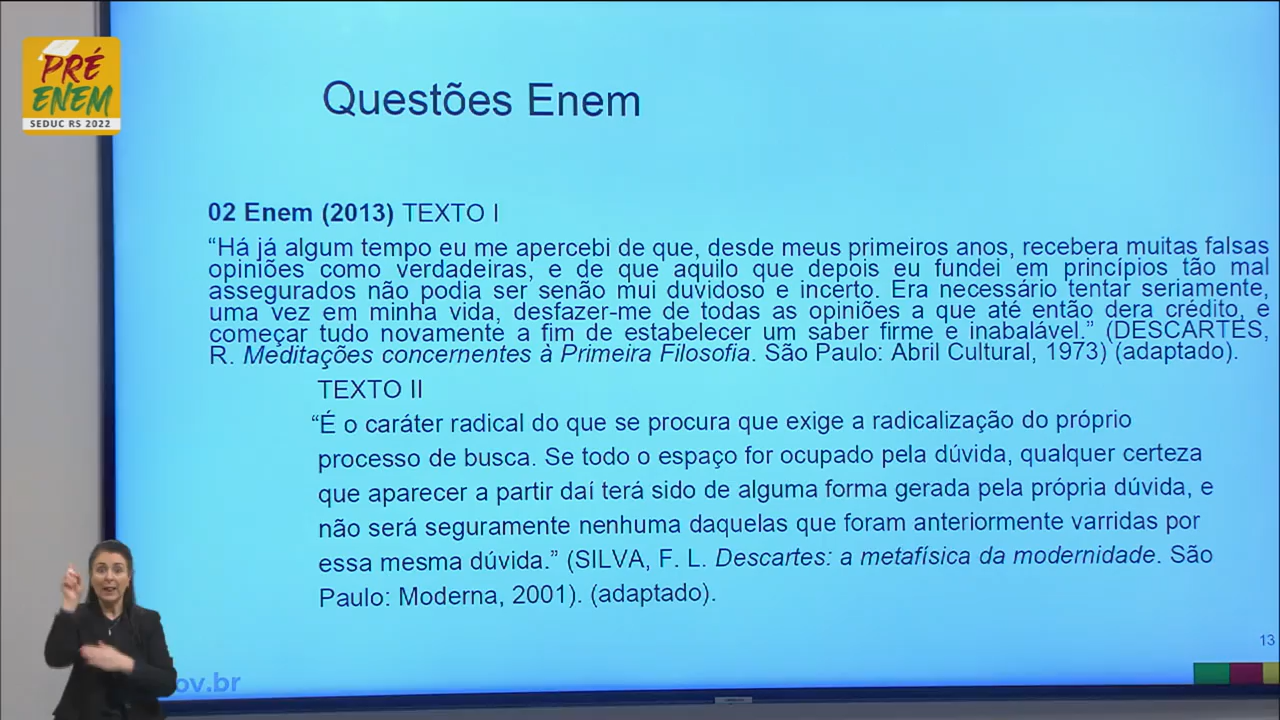 PRÉ
ENEM
SEDUC RS 2022
Questões Enem
02 Enem (2013) TEXTO I
“Há já algum tempo eu me apercebi de que, desde meus primeiros anos, recebera muitas falsas
opiniões como verdadeiras, e de que aquilo que depois eu fundei em princípios tão mal
assegurados não podia ser senão mui duvidoso e incerto. Era necessário tentar seriamente,
uma vez em minha vida, desfazer-me de todas as opiniões a que até então dera crédito, e
começar tudo novamente a fim de estabelecer um saber firme e inabalável.” (DESCARTES,
R. Meditações concernentes à Primeira Filosofia. São Paulo: Abril Cultural, 1973) (adaptado).
TEXTO II
“É o caráter radical do que se procura que exige a radicalização do próprio
processo de busca. Se todo o espaço for ocupado pela dúvida, qualquer certeza
que aparecer a partir daí terá sido de alguma forma gerada pela própria dúvida, e
não será seguramente nenhuma daquelas que foram anteriormente varridas por
essa mesma dúvida.” (SILVA, F. L. Descartes: a metafísica da modernidade. São
Paulo: Moderna, 2001). (adaptado).
13
ov.br